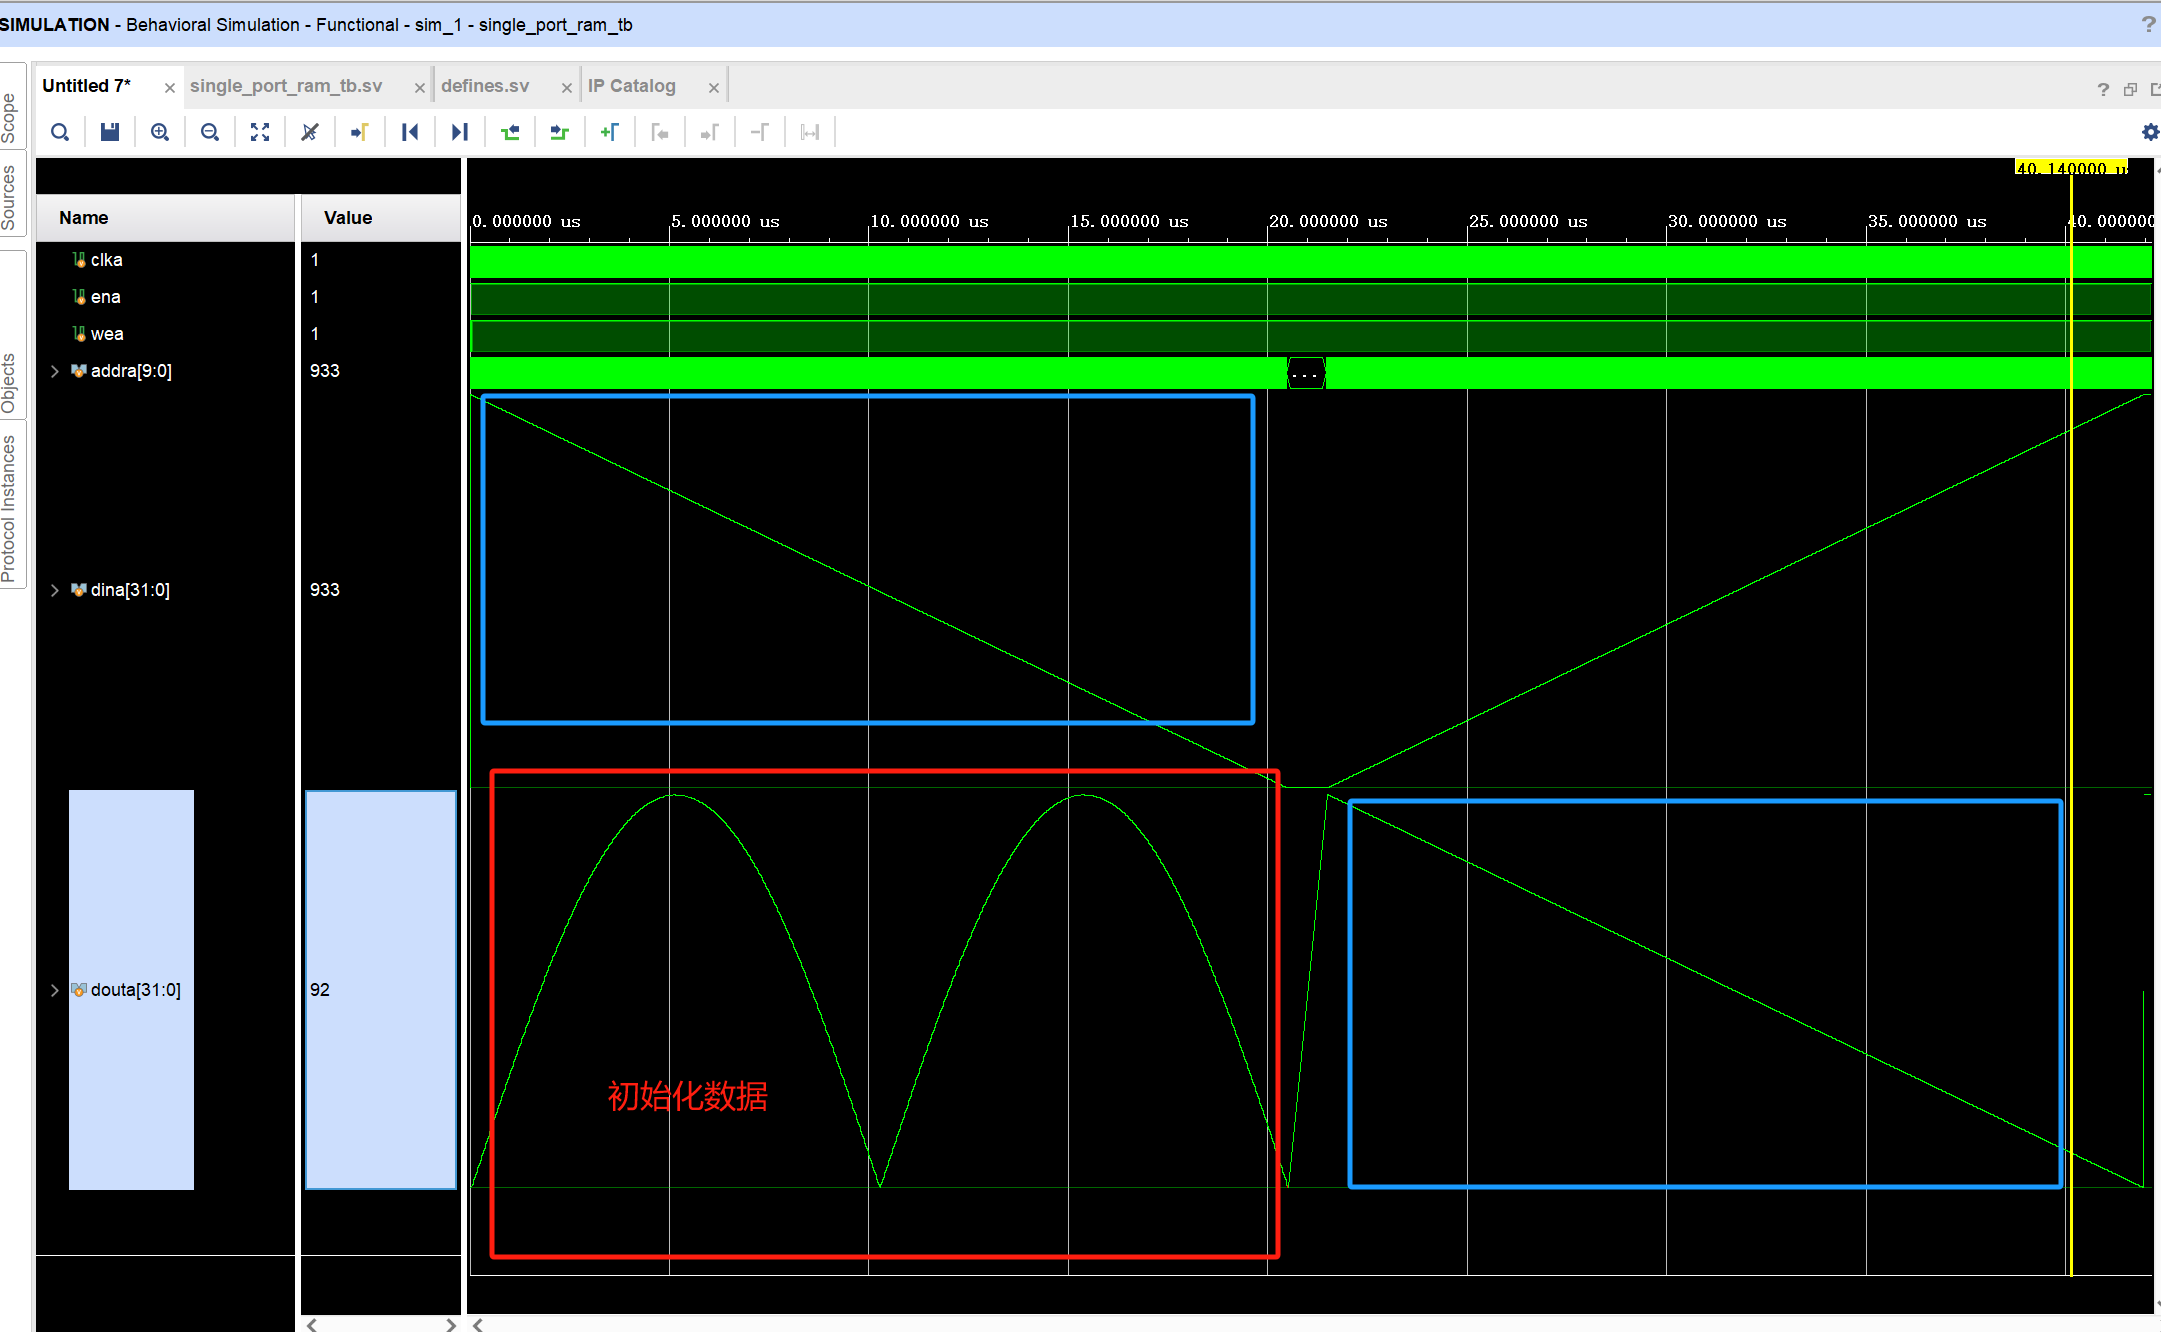 SIMULATION - Behavioral Simulation - Functional - sim_1 - single_port_ram_tb
?
Untitled 7*
single_port_ram_tb.sv
defines.sv
IP Catalog
?
Scope
Sources
Objects
Protocol Instances
40.140000 u
Name
Value
0.000000 us
5.000000 us
10.000000 us
15.000000 us
20.000000 us
25.000000 us
30.000000 us
35.000000 us
40.00000
clka
1
ena
1
wea
1
addra[9:0]
933
...
dina[31:0]
933
douta[31:0]
92
初始化数据